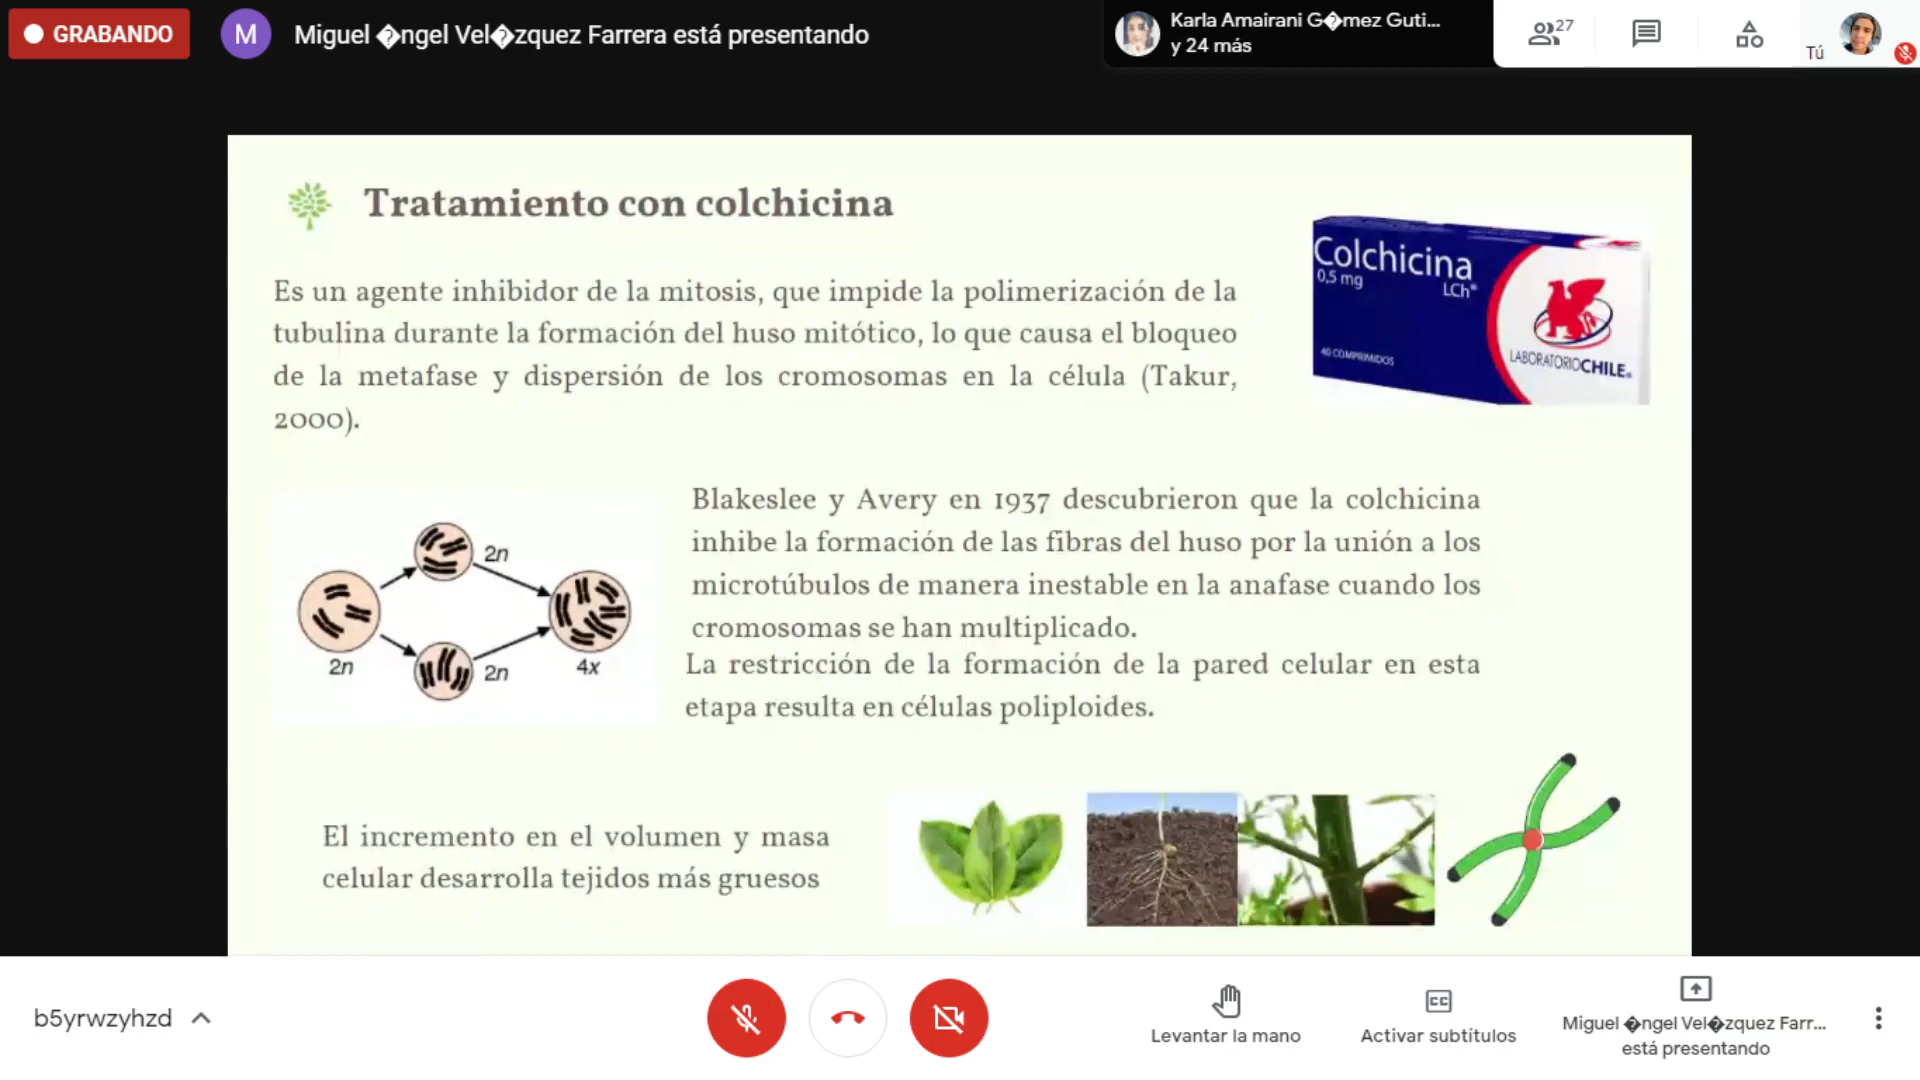 GRABANDO
M
Miguel �ngel Vel�zquez Farrera está presentando
Karla Amairani G�mez Guti...
y 24 más
27
Tú
Tratamiento con colchicina
Es un agente inhibidor de la mitosis, que impide la polimerización de la
tubulina durante la formación del huso mitótico, lo que causa el bloqueo
de la metafase y dispersión de los cromosomas en la célula (Takur,
2000).
Colchicina
0,5 mg
LCh®
40 COMPRIMIDOS
LABORATORIOCHILE®
Blakeslee y Avery en 1937 descubrieron que la colchicina
inhibe la formación de las fibras del huso por la unión a los
microtúbulos de manera inestable en la anafase cuando los
cromosomas se han multiplicado.
La restricción de la formación de la pared celular en esta
etapa resulta en células poliploides.
2n
2n
2n
4x
El incremento en el volumen y masa
celular desarrolla tejidos más gruesos
b5yrwzyhzd
Levantar la mano
CC
Activar subtítulos
Miguel �ngel Vel�zquez Farr...
está presentando